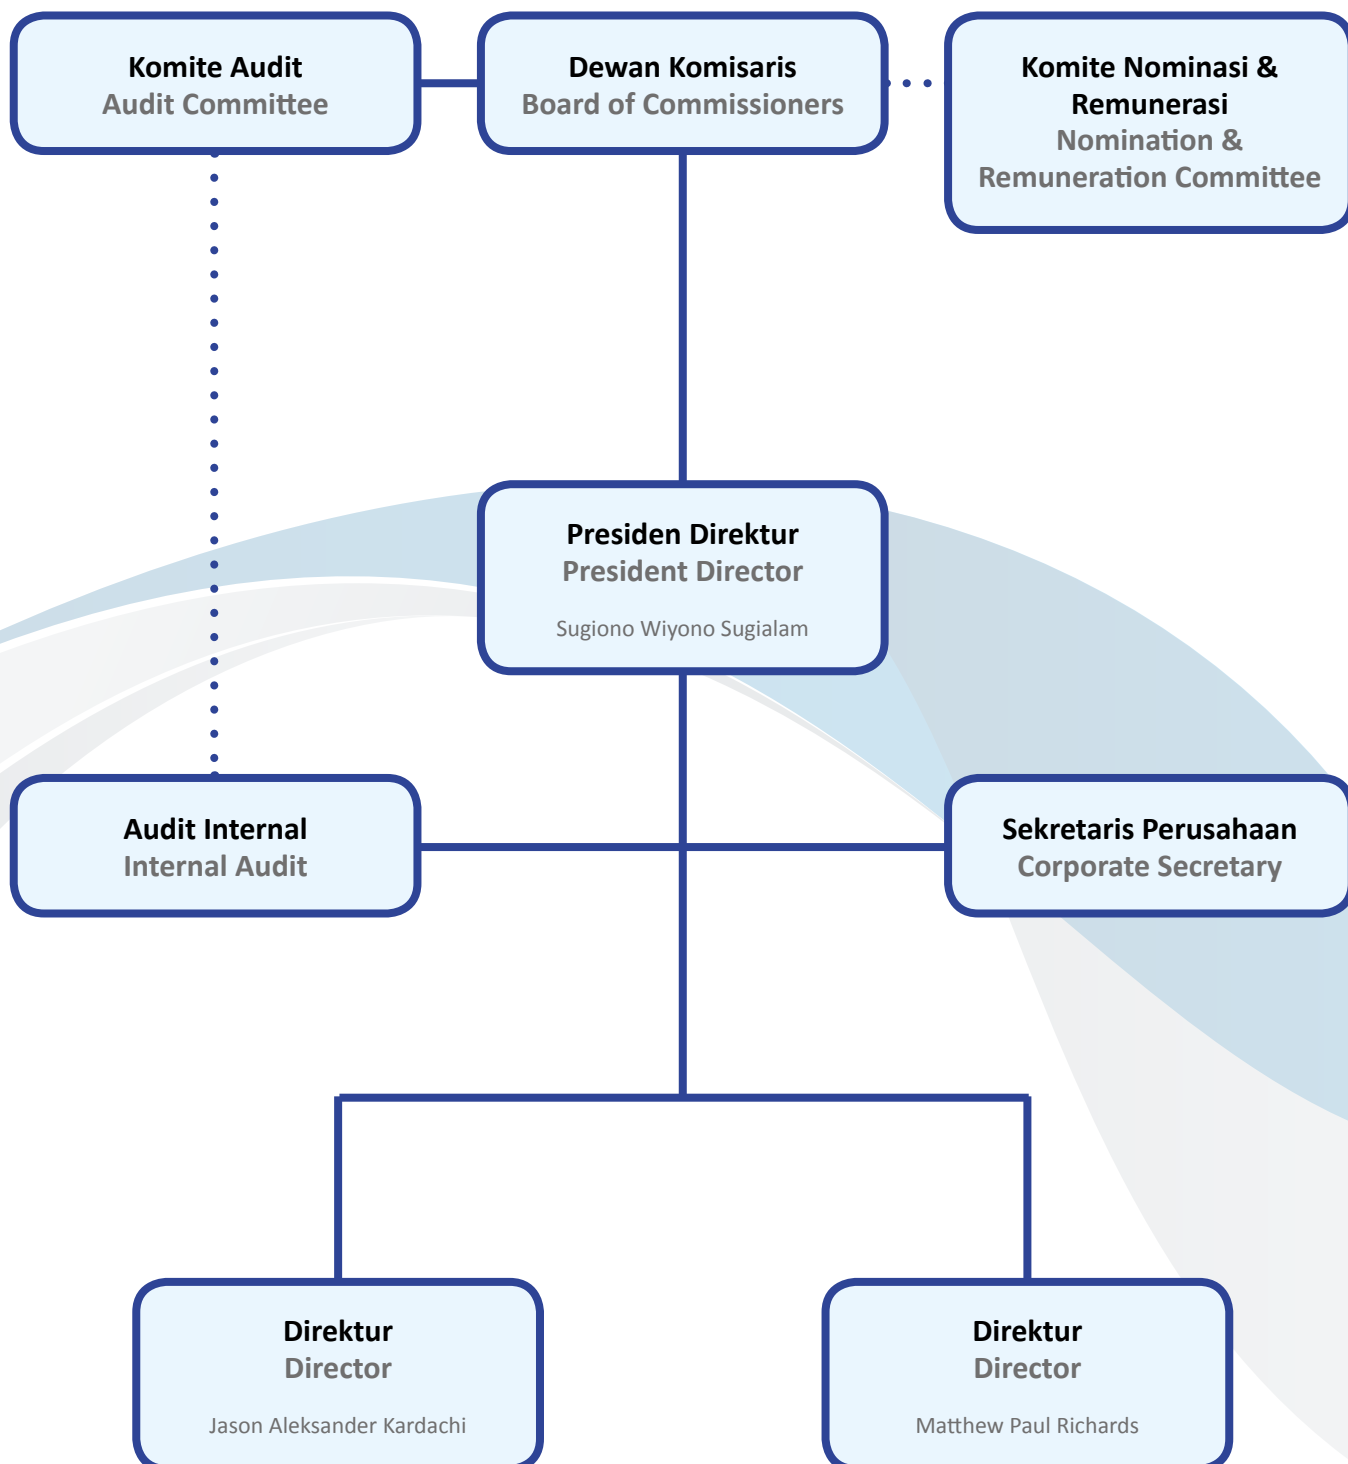 Komite Audit
Audit Committee
Dewan Komisaris
Board of Commissioners
Komite Nominasi &
Remunerasi
Nomination &
Remuneration Committee
Presiden Direktur
President Director
Sugiono Wiyono Sugialam
Audit Internal
Internal Audit
Sekretaris Perusahaan
Corporate Secretary
Direktur
Director
Jason Aleksander Kardachi
Direktur
Director
Matthew Paul Richards